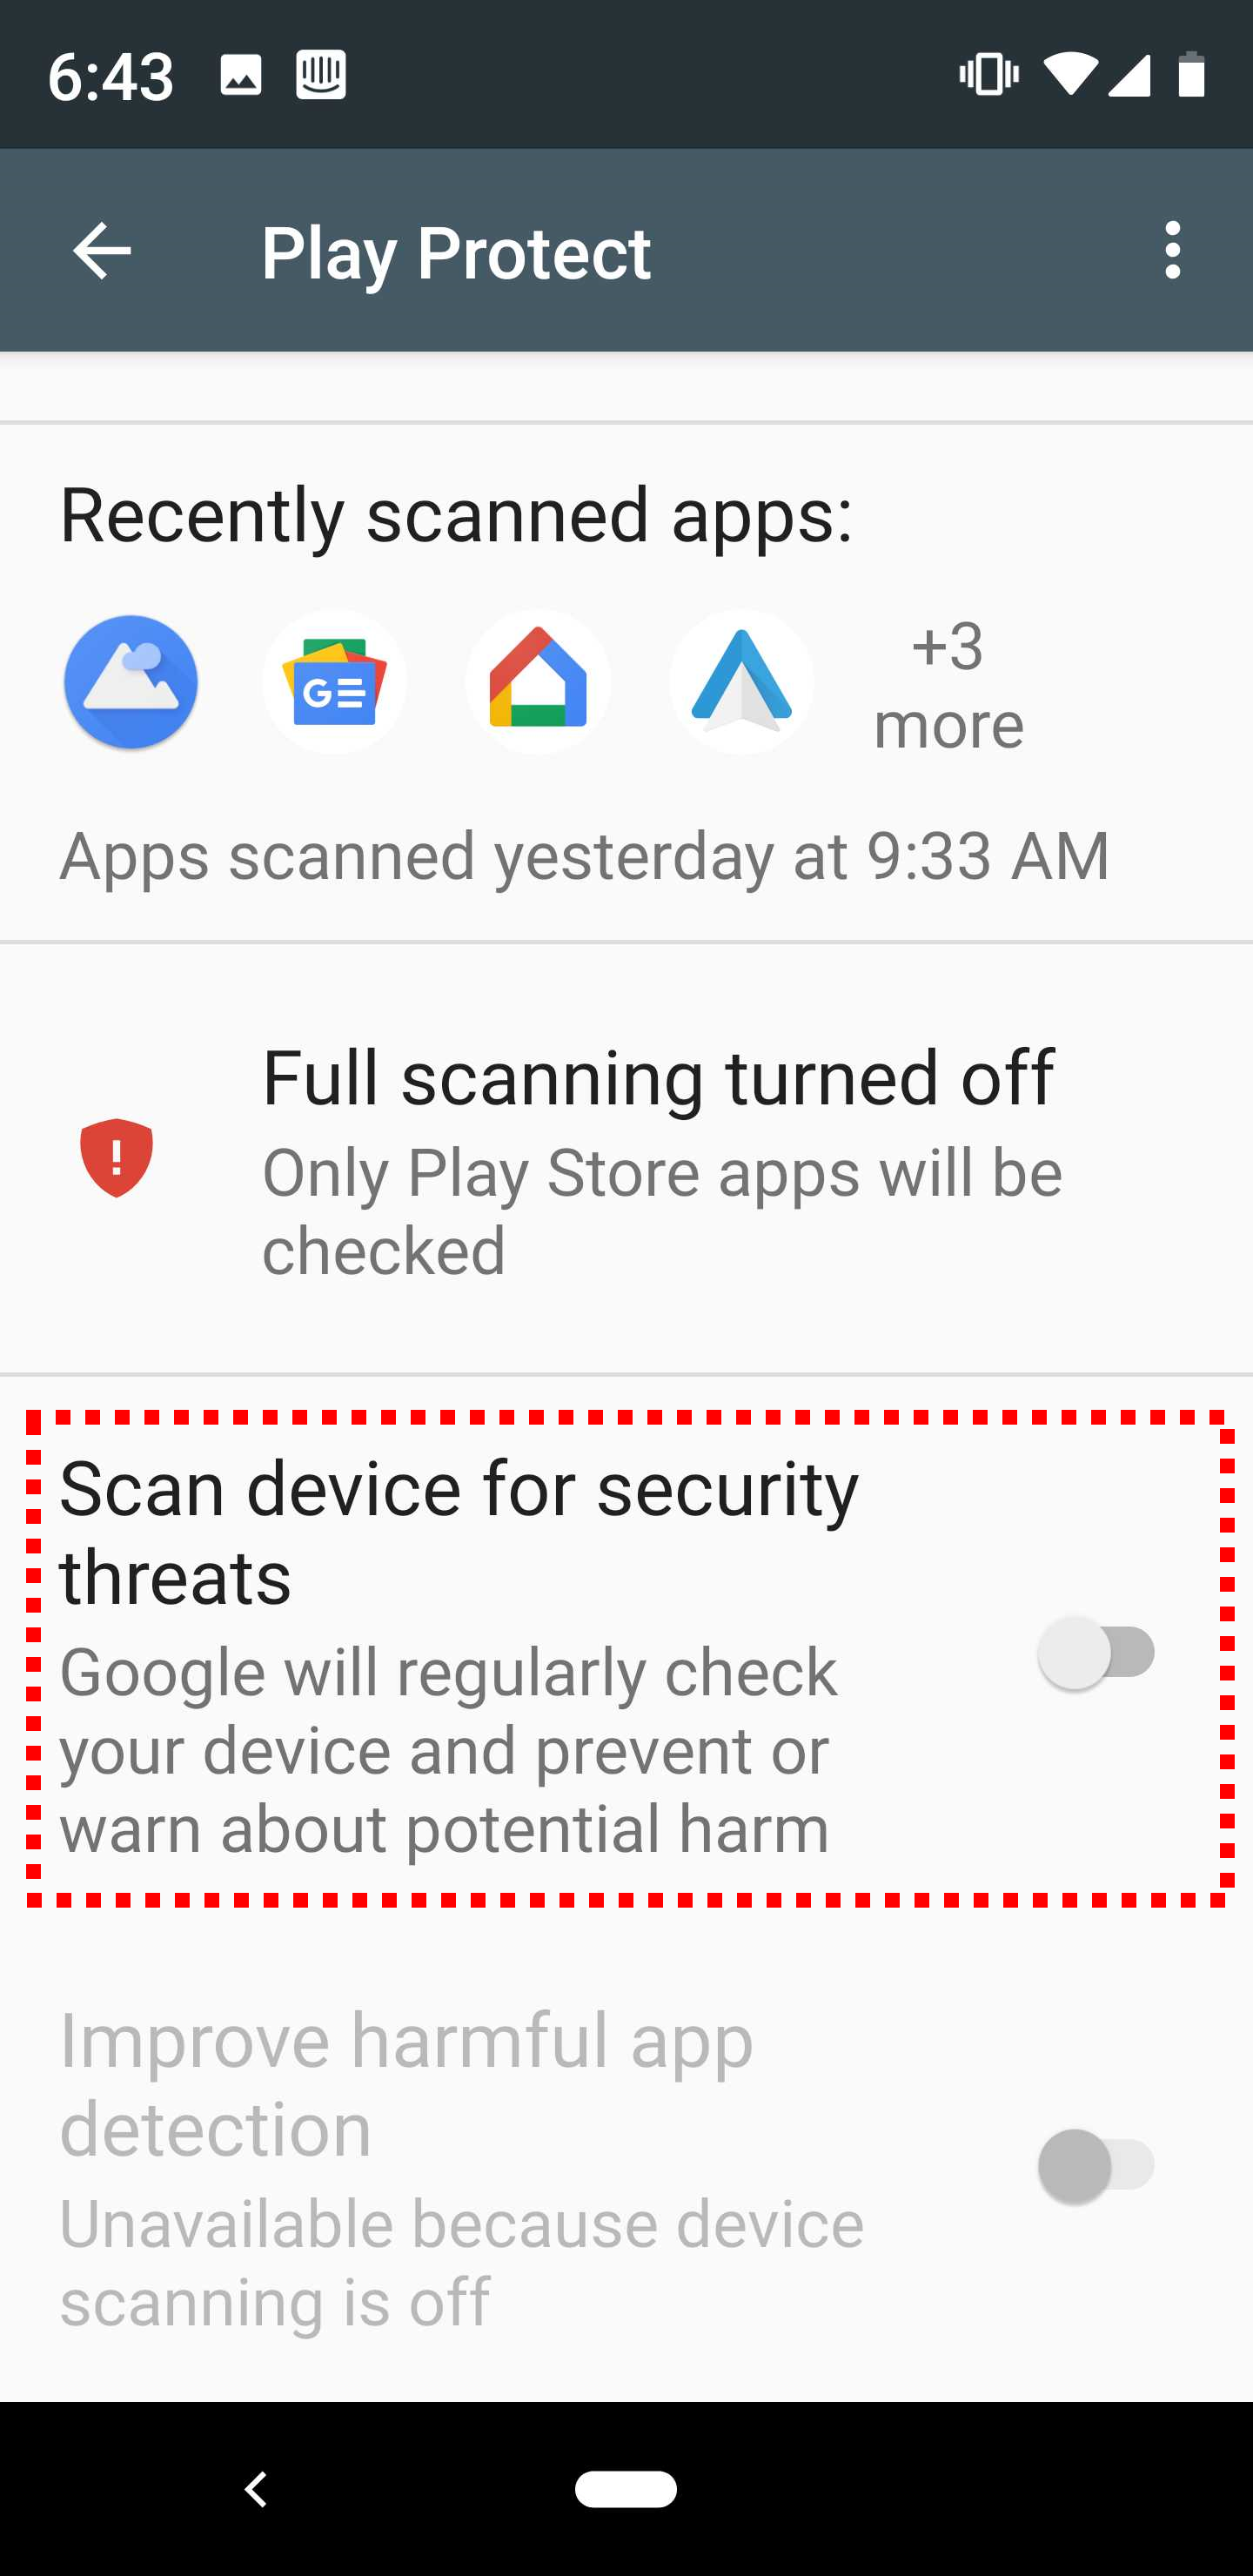 6:43
Play Protect
Recently scanned apps:
G
+3
more
Apps scanned yesterday at 9:33 AM
Full scanning turned off
Only Play Store apps will be
checked
Scan device for security
threats
Google will regularly check
your device and prevent or
warn about potential harm
Improve harmful app
detection
Unavailable because device
scanning is off